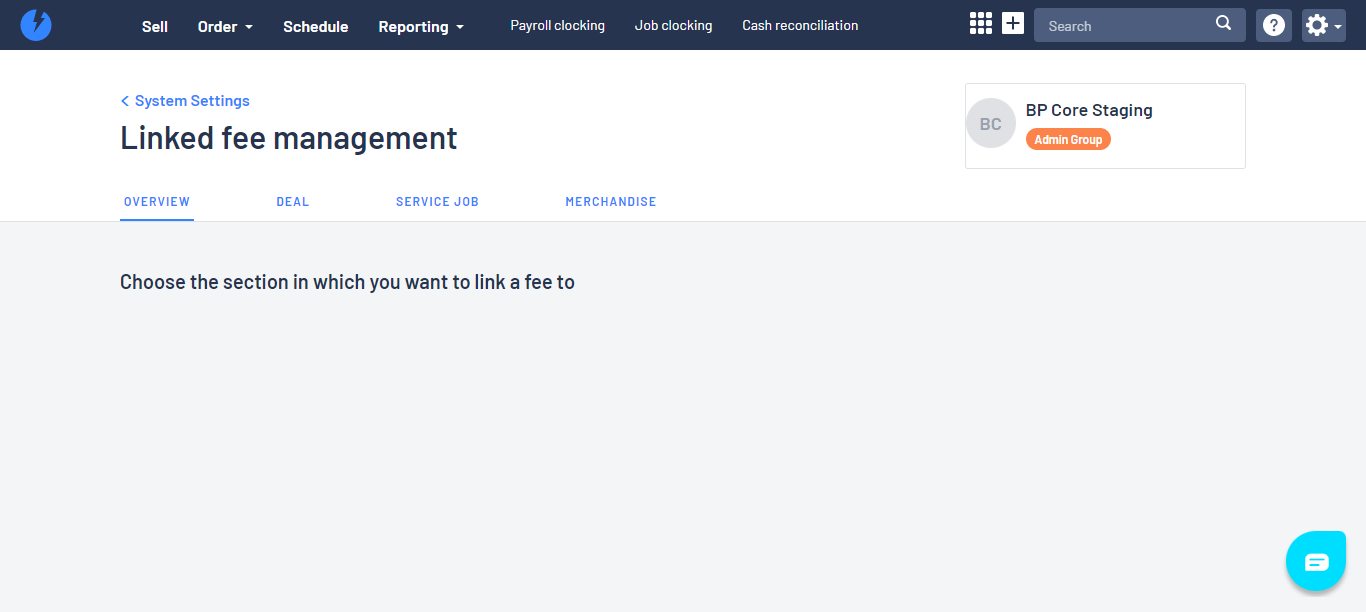 Sell Order Schedule Reporting Payroll clocking Job clocking Cash reconciliation Search ?
System Settings
Linked fee management
BC BP Core Staging
Admin Group
OVERVIEW DEAL SERVICE JOB MERCHANDISE
Choose the section in which you want to link a fee to